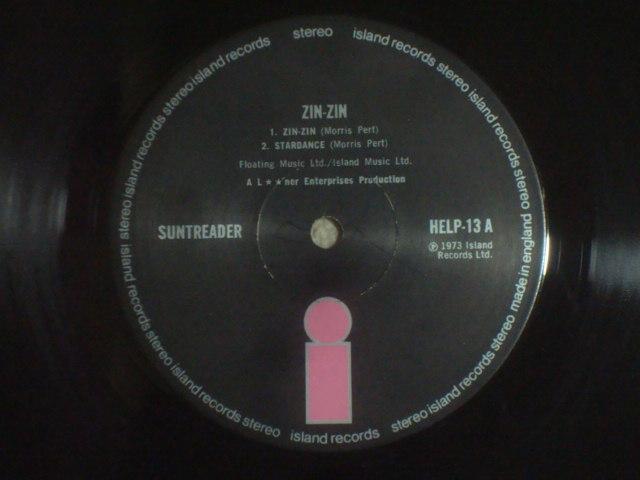 stereo island records stereo island records stereo made in england stereo island records stereo island records stereo island records stereo island records stereo island records
ZIN-ZIN
1. ZIN-ZIN (Morris Pert)
2. STARDANCE (Morris Pert)
Floating Music Ltd./Island Music Ltd.
A L★★ner Enterprises Production
SUNTREADER
HELP-13 A
℗ 1973 Island
Records Ltd.
i